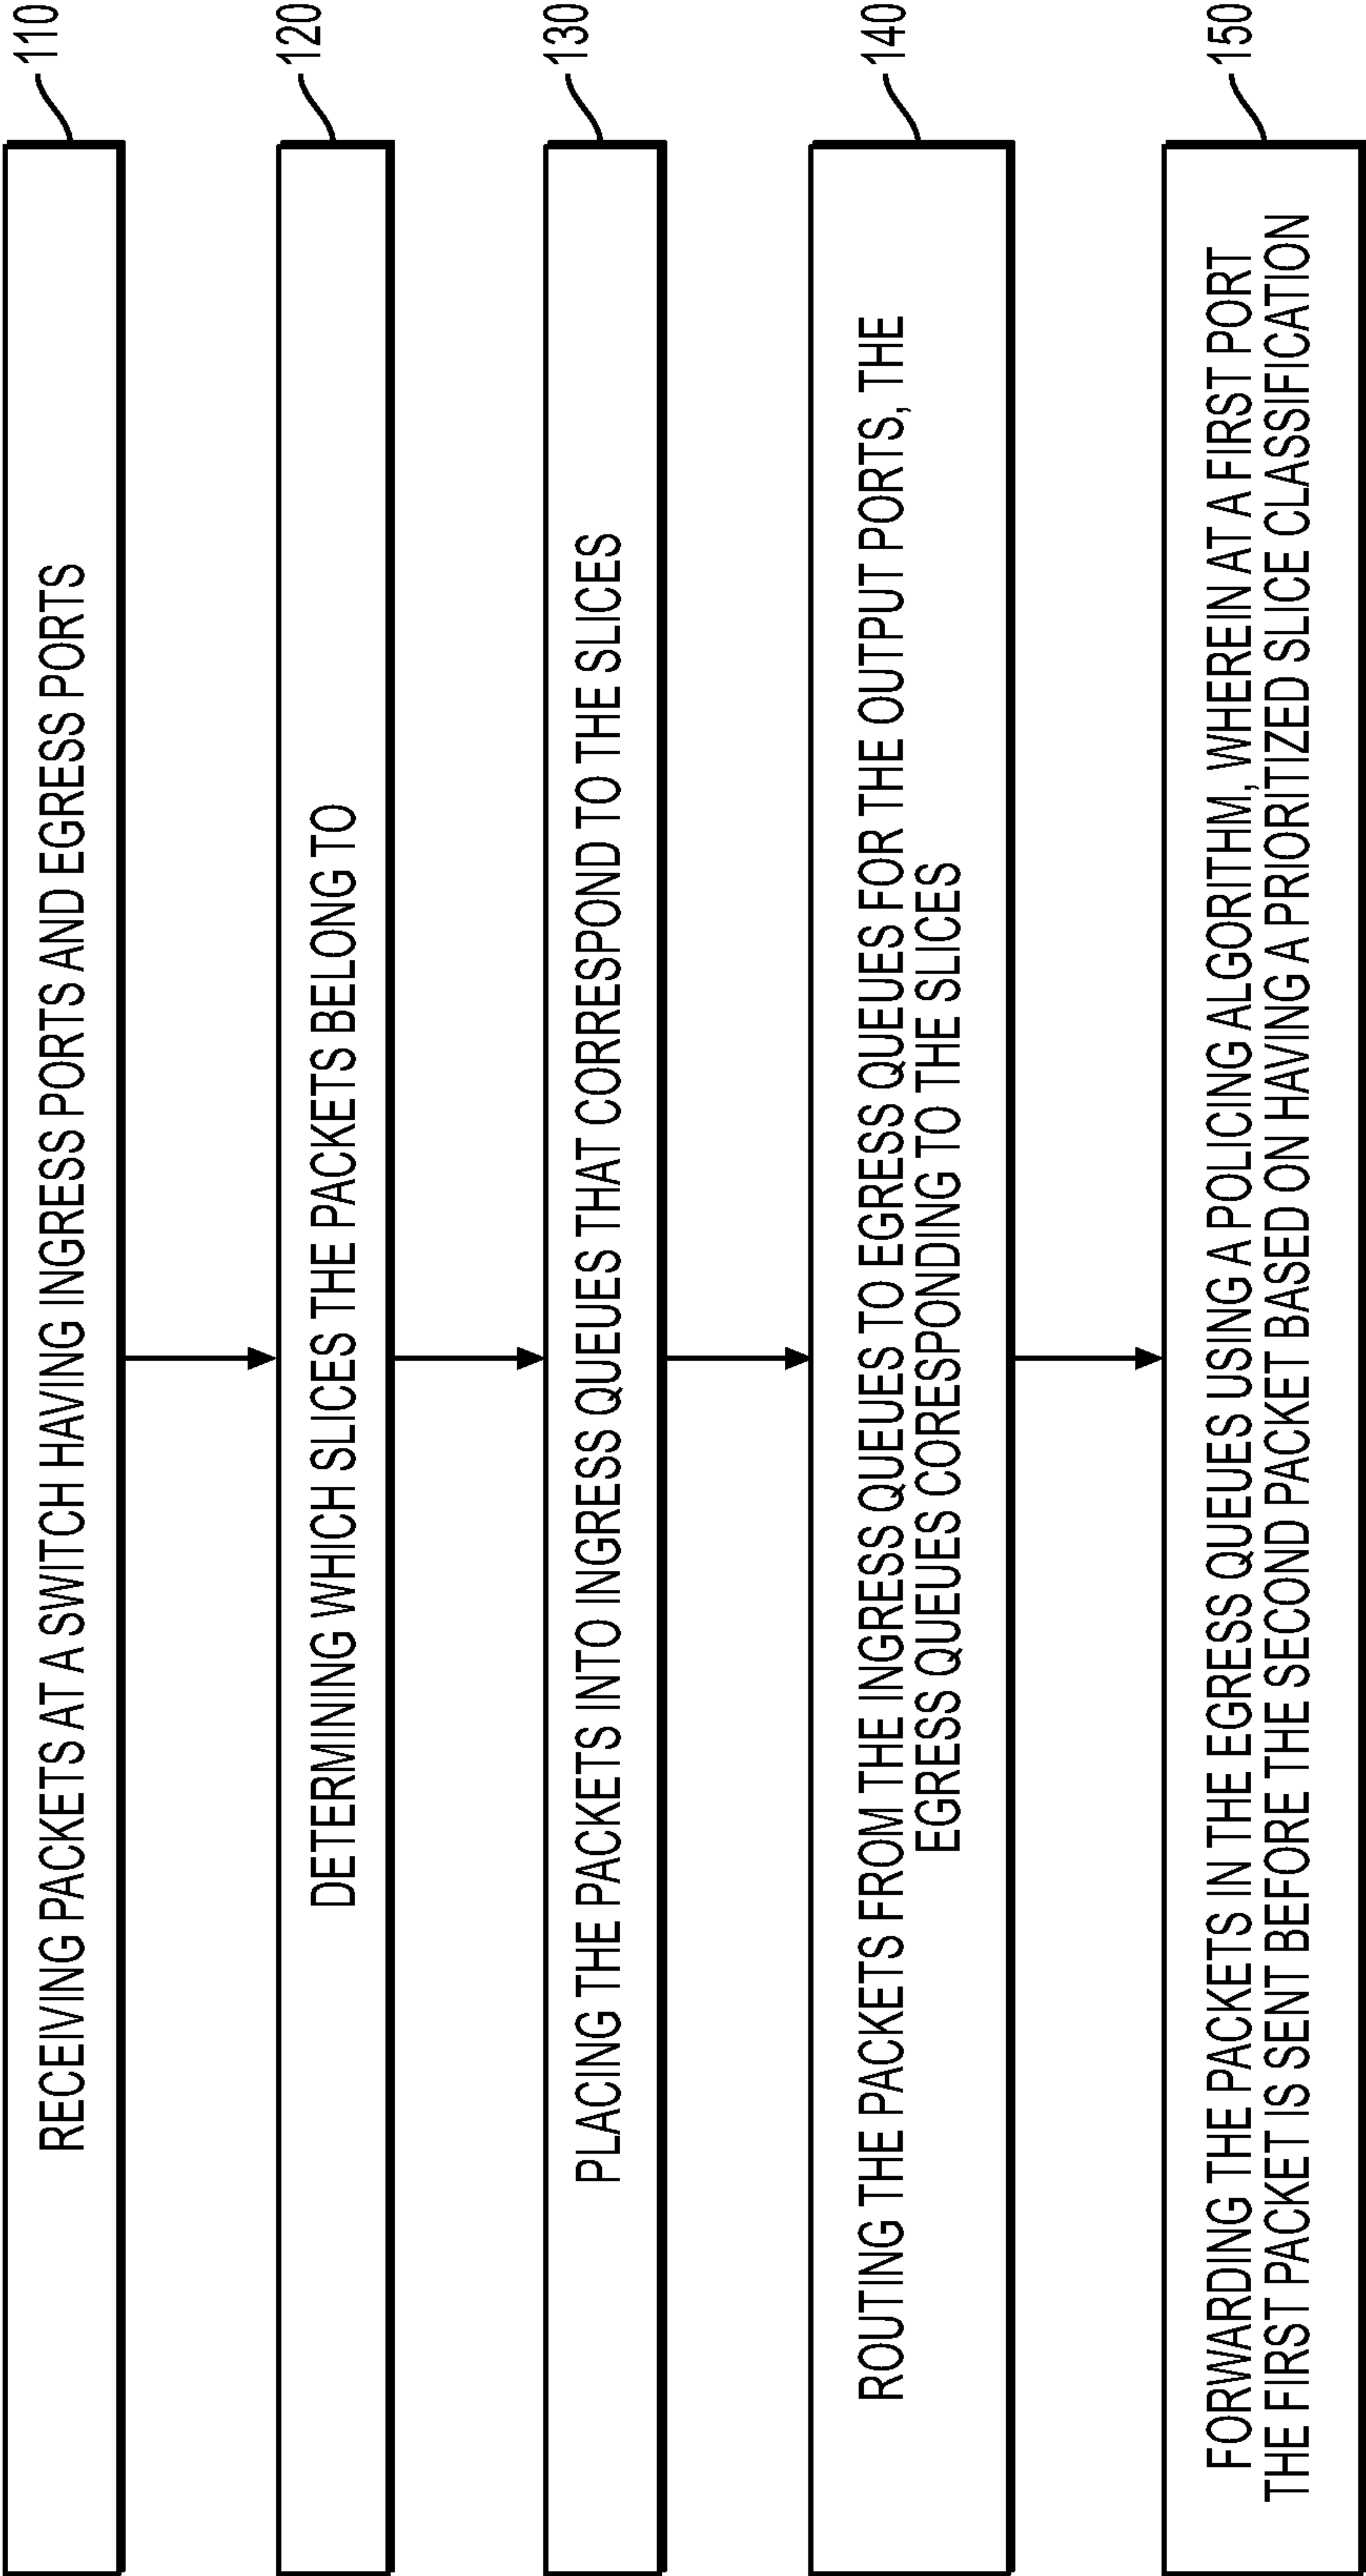 RECEIVING PACKETS AT A SWITCH HAVING INGRESS PORTS AND EGRESS PORTS
110
DETERMINING WHICH SLICES THE PACKETS BELONG TO
120
PLACING THE PACKETS INTO INGRESS QUEUES THAT CORRESPOND TO THE SLICES
130
ROUTING THE PACKETS FROM THE INGRESS QUEUES TO EGRESS QUEUES FOR THE OUTPUT PORTS, THE
EGRESS QUEUES CORESPONDING TO THE SLICES
140
FORWARDING THE PACKETS IN THE EGRESS QUEUES USING A POLICING ALGORITHM, WHEREIN AT A FIRST PORT
THE FIRST PACKET IS SENT BEFORE THE SECOND PACKET BASED ON HAVING A PRIORITIZED SLICE CLASSIFICATION
150